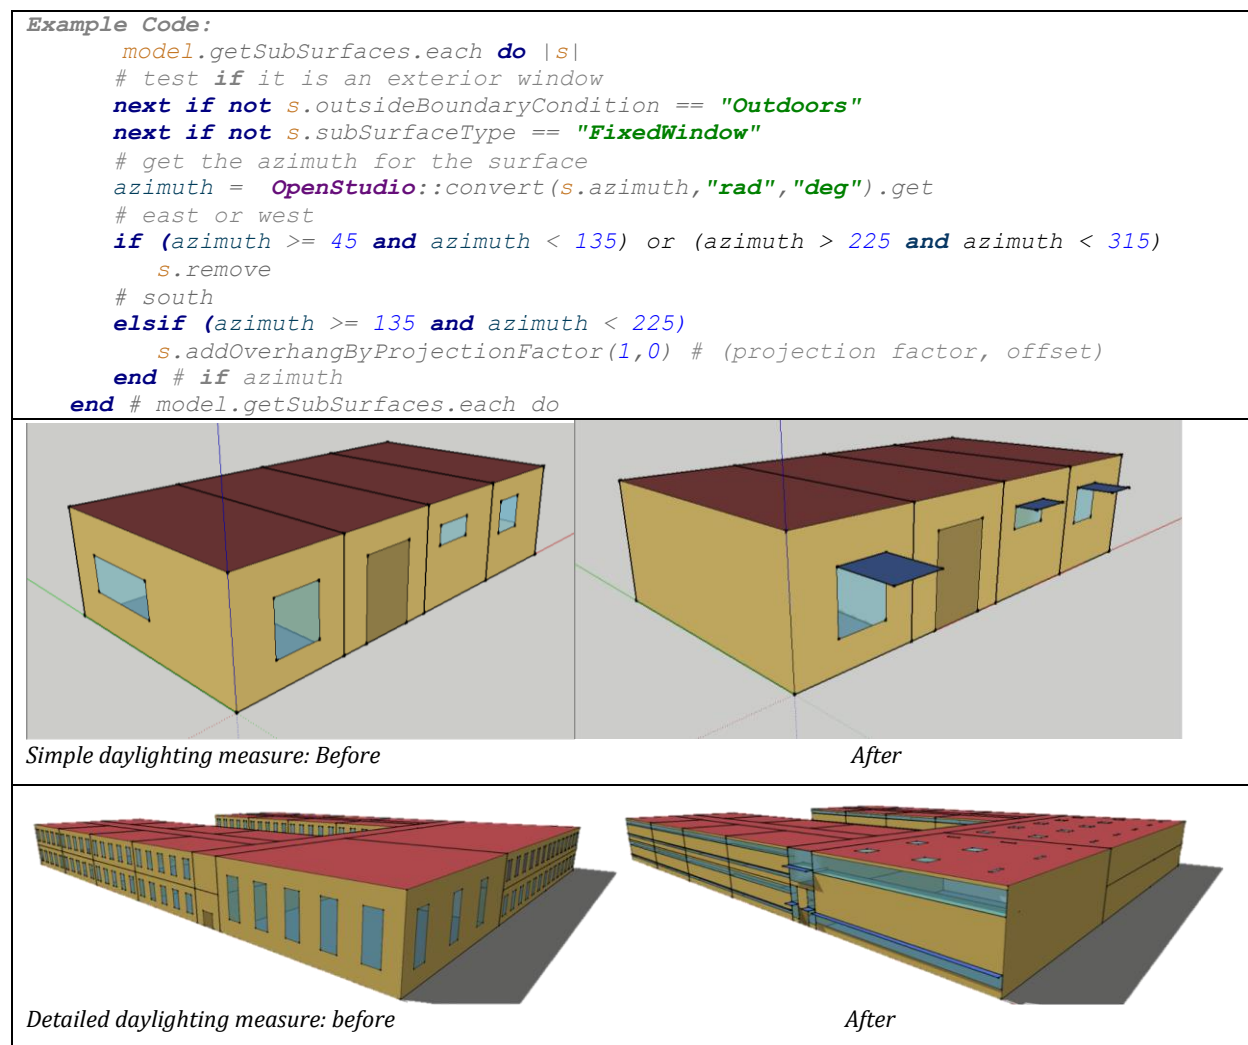 Example Code:
model.getSubSurfaces.each do |s|
# test if it is an exterior window
next if not s.outsideBoundaryCondition == "Outdoors"
next if not s.subSurfaceType == "FixedWindow"
# get the azimuth for the surface
azimuth =  OpenStudio::convert(s.azimuth,"rad","deg").get
# east or west
if (azimuth >= 45 and azimuth < 135) or (azimuth > 225 and azimuth < 315)
s.remove
# south
elsif (azimuth >= 135 and azimuth < 225)
s.addOverhangByProjectionFactor(1,0) # (projection factor, offset)
end # if azimuth
end # model.getSubSurfaces.each do
Simple daylighting measure: Before After
Detailed daylighting measure: before After